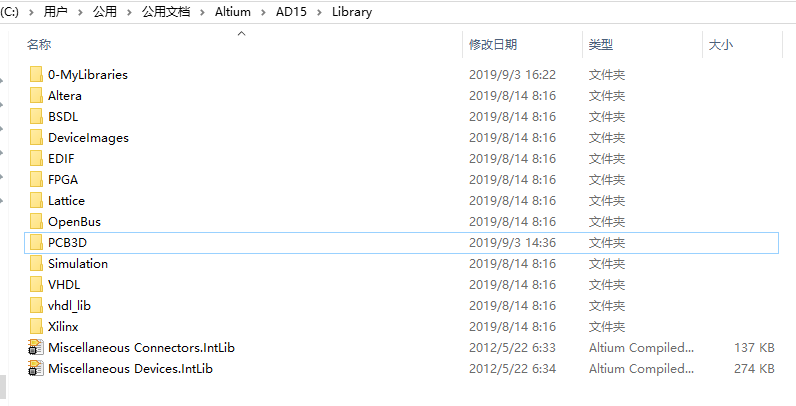 (C:) > 用户 > 公用 > 公用文档 > Altium > AD15 > Library
名称 修改日期 类型 大小
0-MyLibraries 2019/9/3 16:22 文件夹
Altera 2019/8/14 8:16 文件夹
BSDL 2019/8/14 8:16 文件夹
DeviceImages 2019/8/14 8:16 文件夹
EDIF 2019/8/14 8:16 文件夹
FPGA 2019/8/14 8:16 文件夹
Lattice 2019/8/14 8:16 文件夹
OpenBus 2019/8/14 8:16 文件夹
PCB3D 2019/9/3 14:36 文件夹
Simulation 2019/8/14 8:16 文件夹
VHDL 2019/8/14 8:16 文件夹
vhdl_lib 2019/8/14 8:16 文件夹
Xilinx 2019/8/14 8:16 文件夹
Miscellaneous Connectors.IntLib 2012/5/22 6:33 Altium Compiled... 137 KB
Miscellaneous Devices.IntLib 2012/5/22 6:34 Altium Compiled... 274 KB